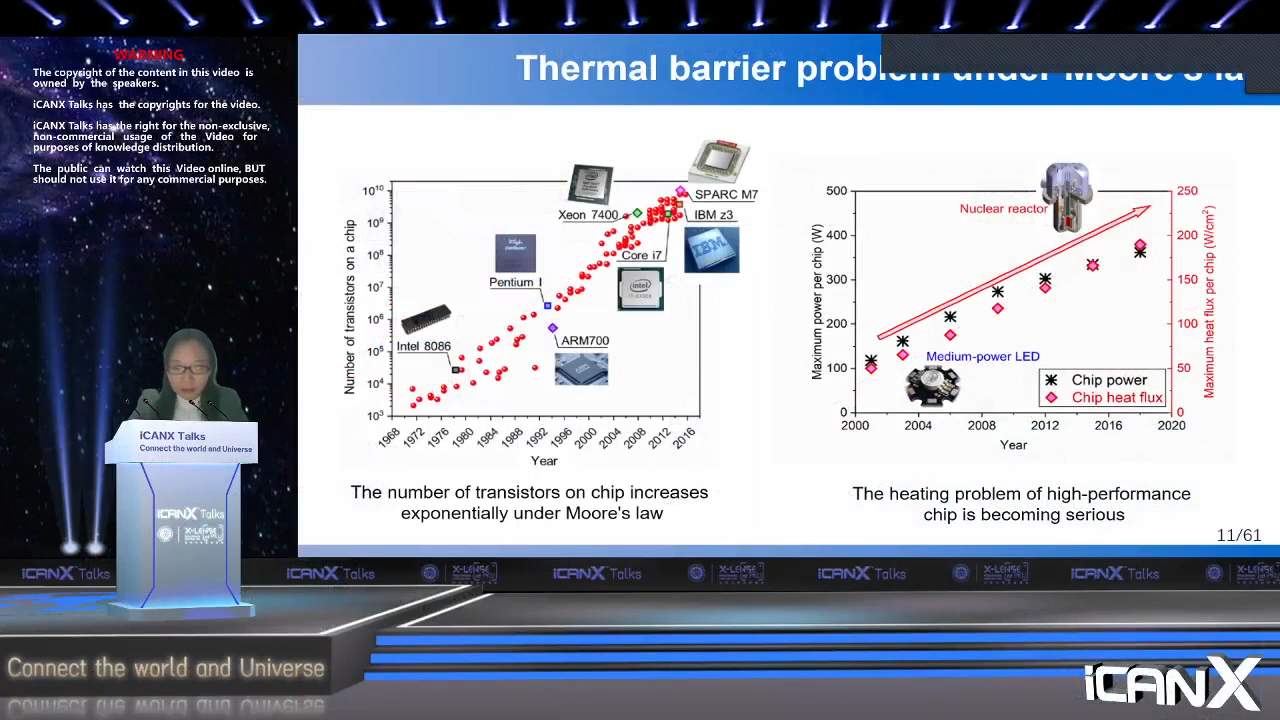 WARNING
The copyright of the content in this video is
owned by the speakers.
iCANX Talks has the copyrights for the video.
iCANX Talks has the right for the non-exclusive,
non-commercial usage of the Video for
purposes of knowledge distribution.
The public can watch this Video online, BUT
should not use it for any commercial purposes.
Thermal barrier problem under Moore's la
Number of transistors on a chip
10¹⁰
10⁹
10⁸
10⁷
10⁶
10⁵
10⁴
10³
Intel 8086
Pentium I
ARM700
Xeon 7400
Core i7
SPARC M7
IBM z3
IBM
intel
1968 1972 1976 1980 1984 1988 1992 1996 2000 2004 2008 2012 2016
Year
The number of transistors on chip increases
exponentially under Moore's law
Maximum power per chip (W)
500
400
300
200
100
0
Nuclear reactor
Medium-power LED
Chip power
Chip heat flux
250
200
150
100
50
0
Maximum heat flux per chip (W/cm²)
2000 2004 2008 2012 2016 2020
Year
The heating problem of high-performance
chip is becoming serious
11/61
iCANX Talks
Connect the world and Universe
iCANX Talks
X-LENSE
iCANX Talks X-LENSE iCANX Talks X-LENSE iCANX Talks X-LENSE iCANX Talks X-LENSE
Connect the world and Universe
iCANX